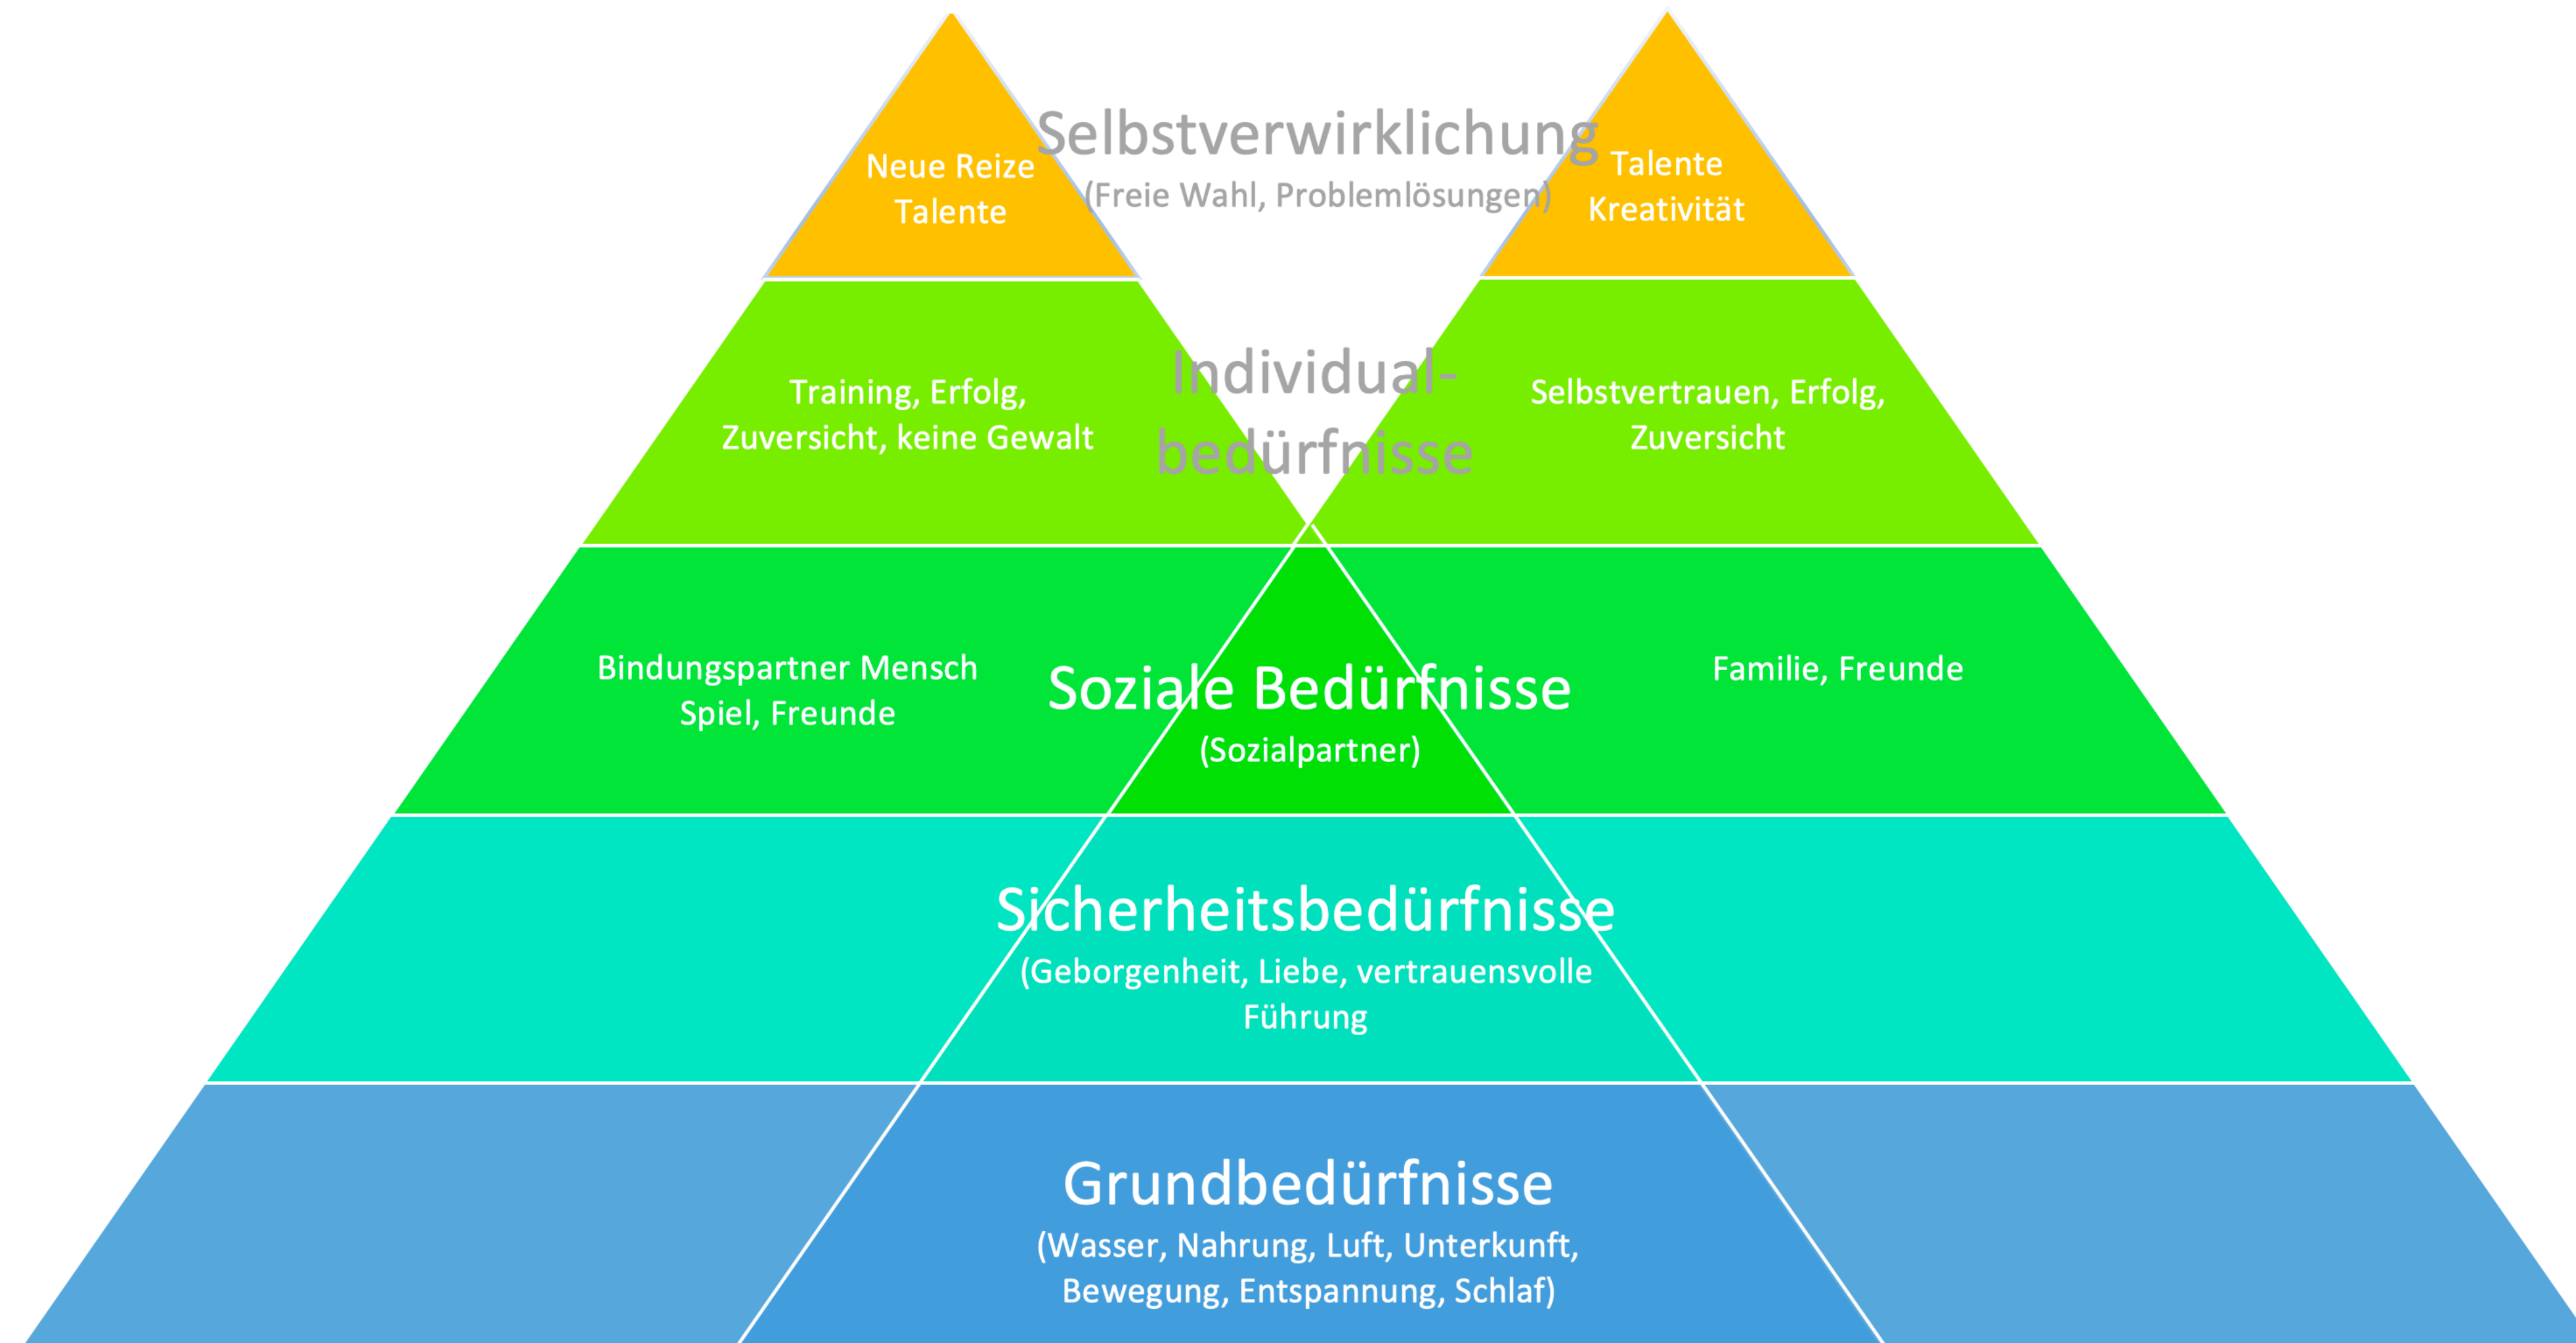 Selbstverwirklichung
(Freie Wahl, Problemlösungen)
Neue Reize
Talente
Talente
Kreativität
Individual-
bedürfnisse
Training, Erfolg,
Zuversicht, keine Gewalt
Selbstvertrauen, Erfolg,
Zuversicht
Bindungspartner Mensch
Spiel, Freunde
Soziale Bedürfnisse
(Sozialpartner)
Familie, Freunde
Sicherheitsbedürfnisse
(Geborgenheit, Liebe, vertrauensvolle
Führung
Grundbedürfnisse
(Wasser, Nahrung, Luft, Unterkunft,
Bewegung, Entspannung, Schlaf)